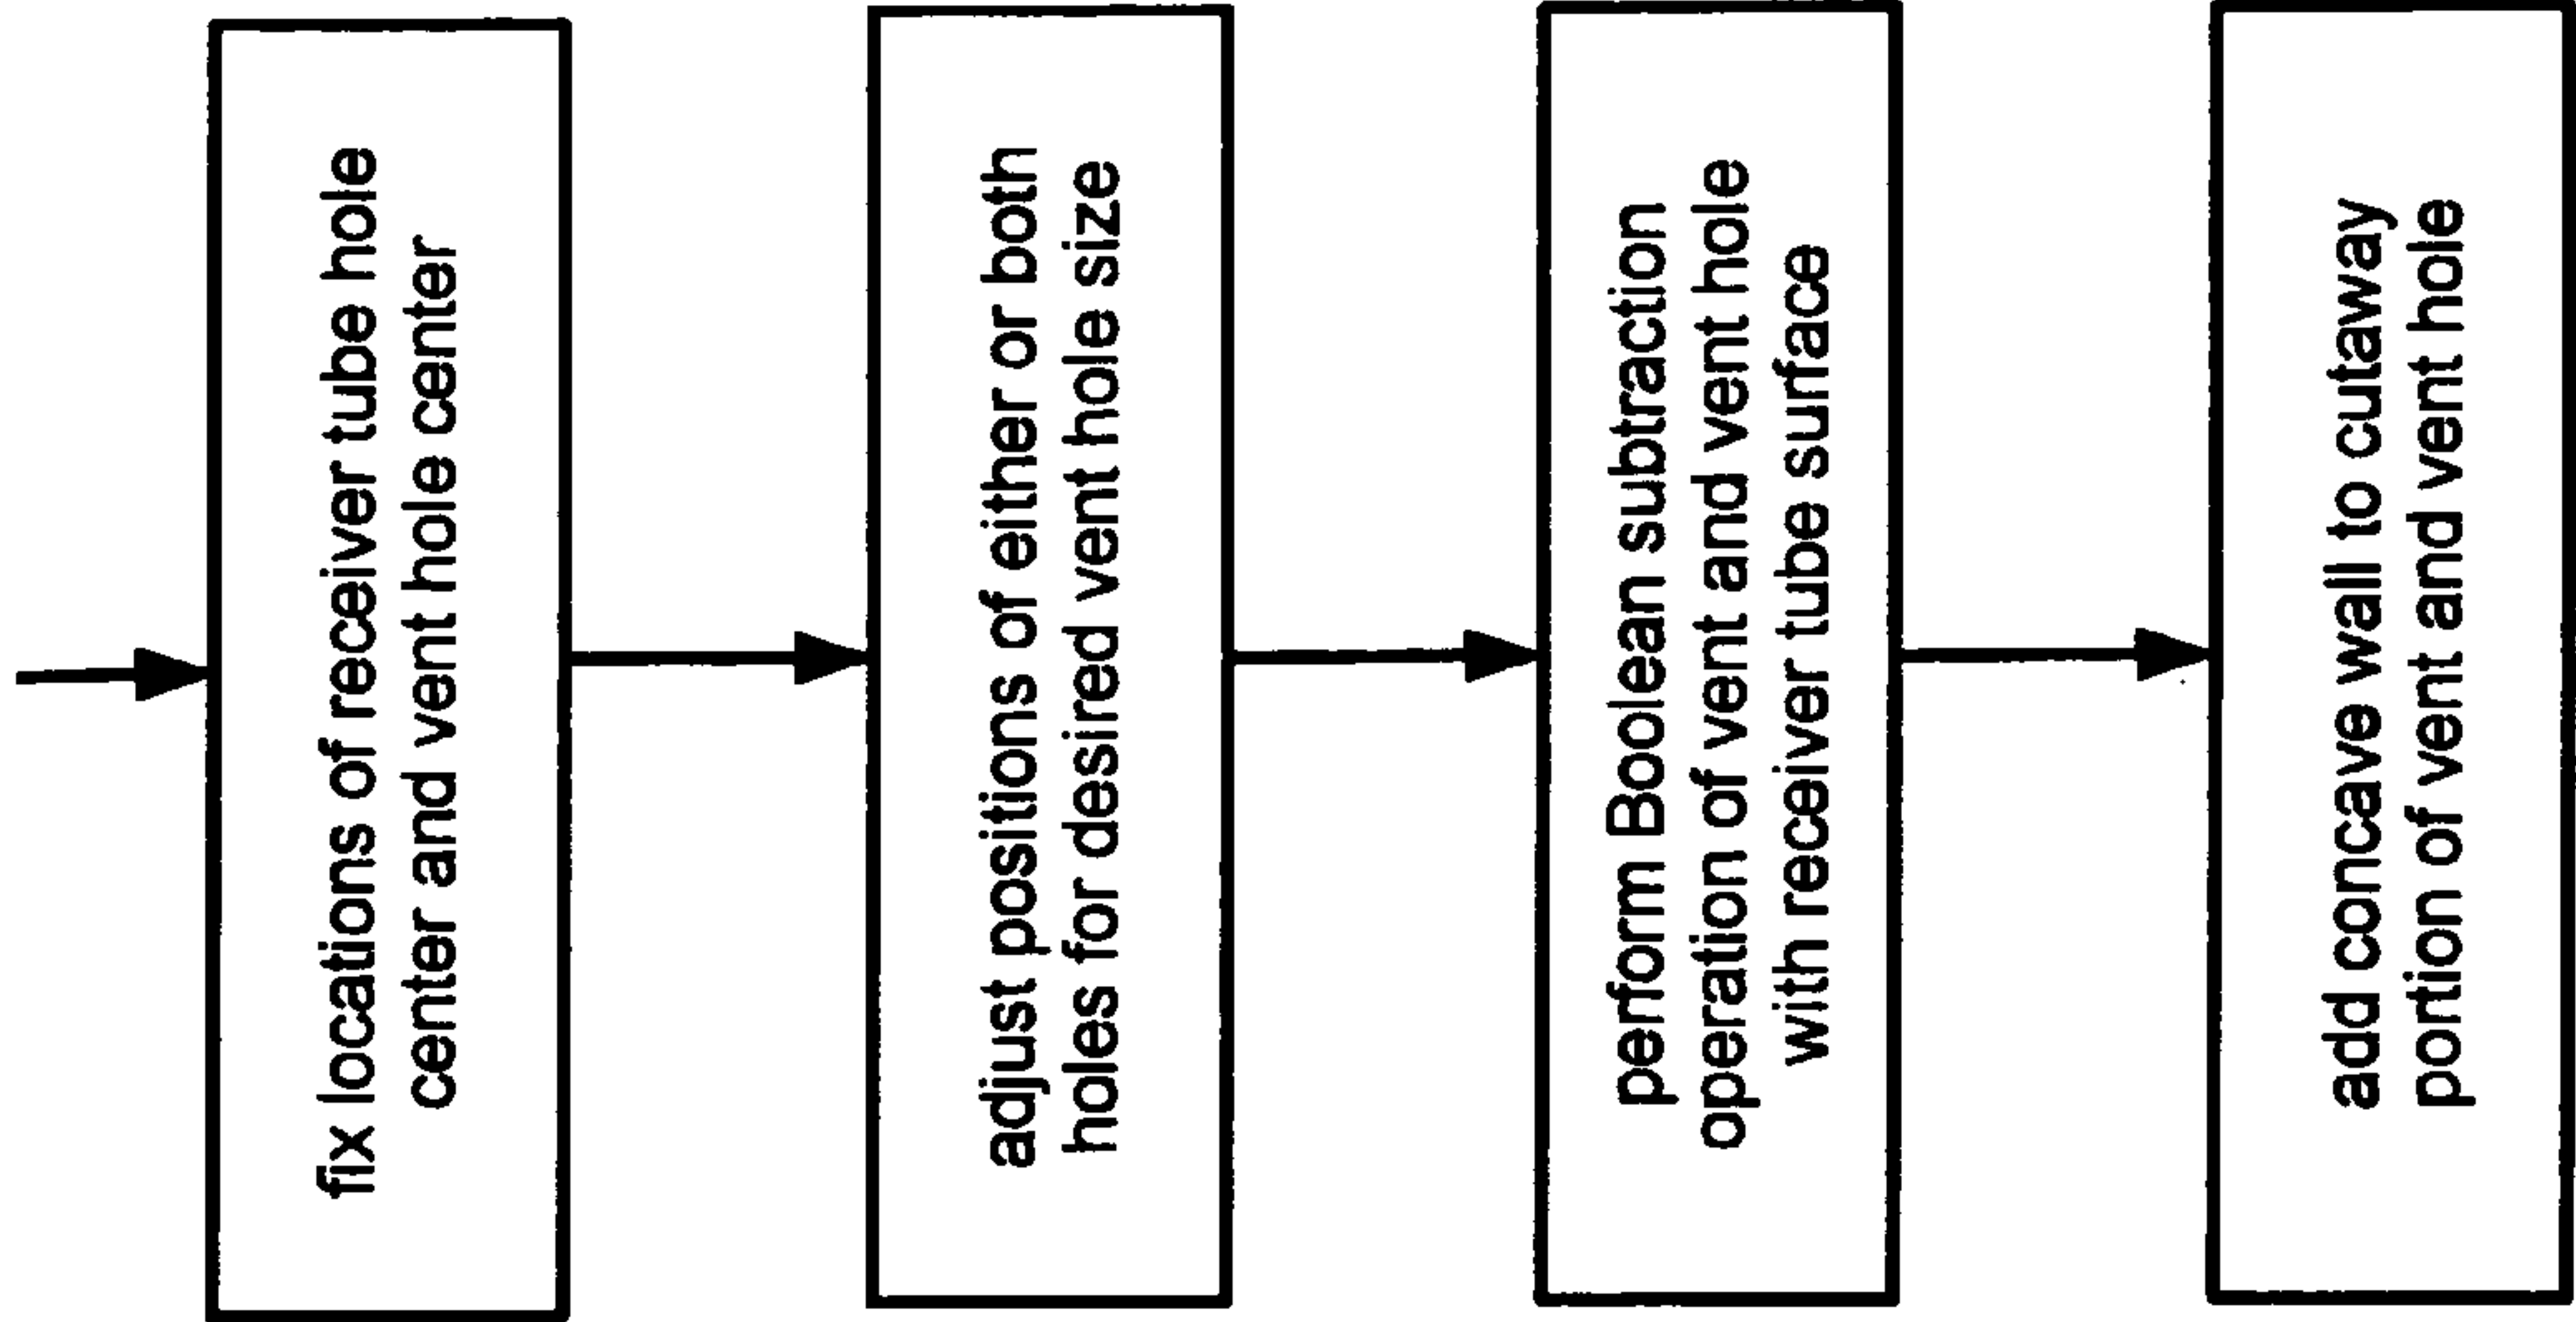 fix locations of receiver tube hole
center and vent hole center
adjust positions of either or both
holes for desired vent hole size
perform Boolean subtraction
operation of vent and vent hole
with receiver tube surface
add concave wall to cutaway
portion of vent and vent hole